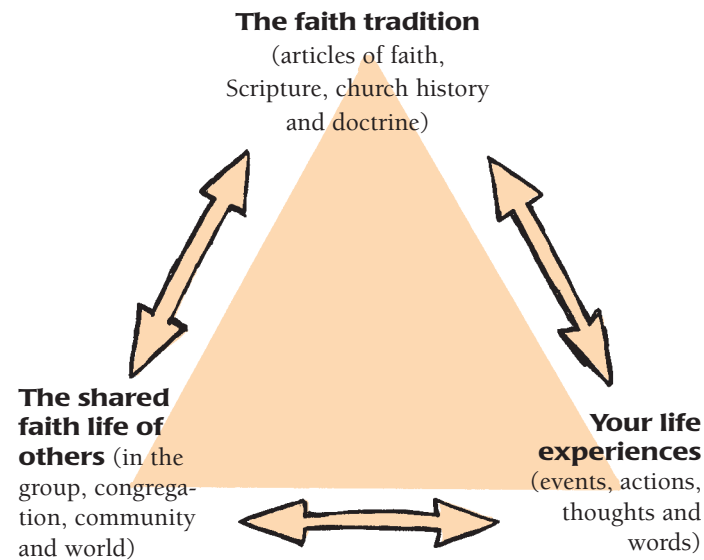 The faith tradition
(articles of faith,
Scripture, church history
and doctrine)
The shared
faith life of
others (in the
group, congrega-
tion, community
and world)
Your life
experiences
(events, actions,
thoughts and
words)